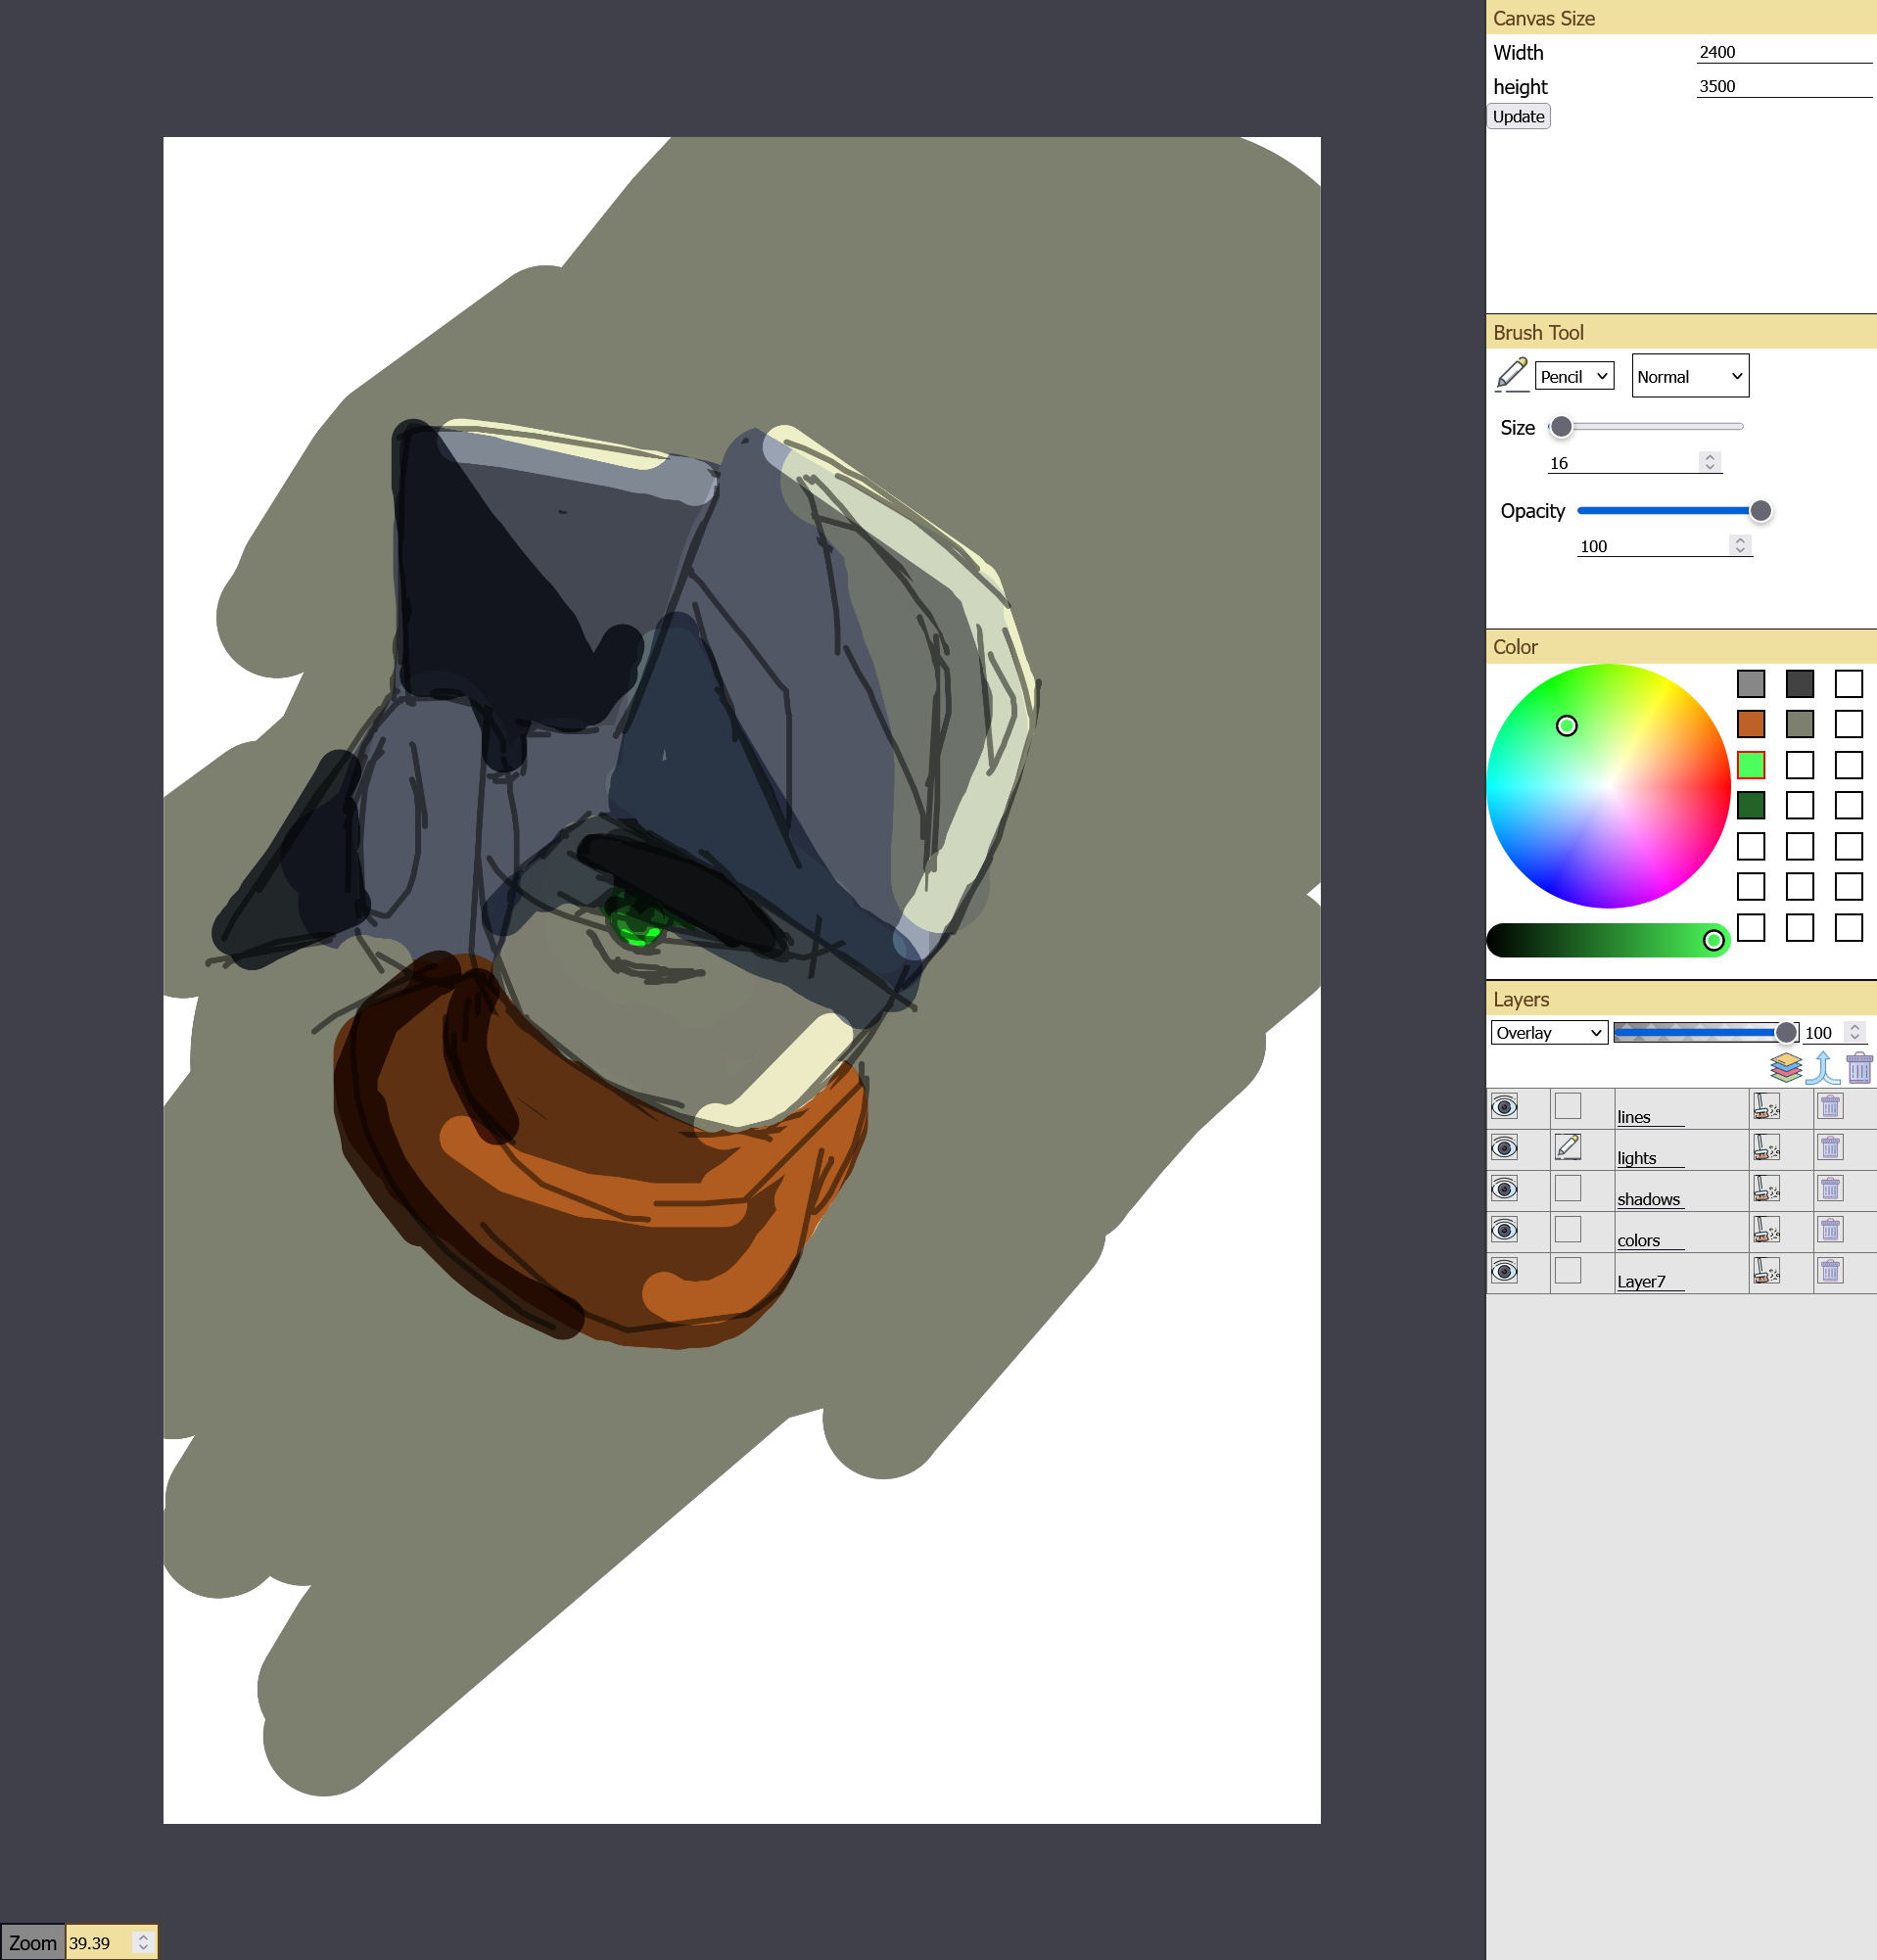 Canvas Size
Width 2400
height 3500
Update
Brush Tool
Pencil Normal
Size
16
Opacity
100
Color
Layers
Overlay 100
lines
lights
shadows
colors
Layer7
Zoom 39.39